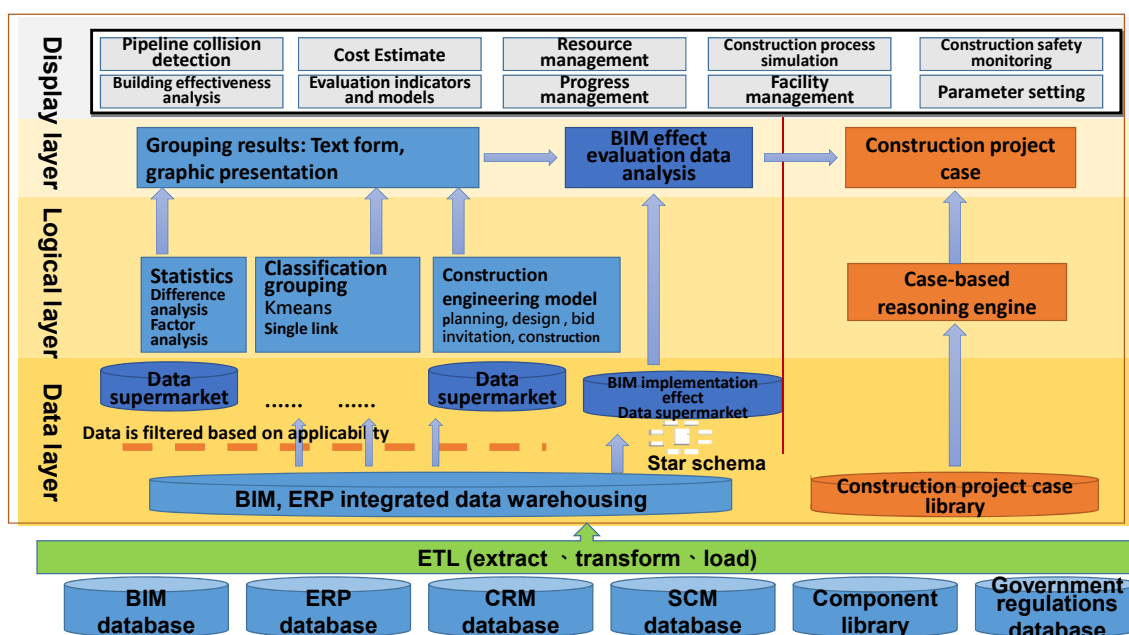 Display layer
Pipeline collision
detection
Cost Estimate
Resource
management
Construction process
simulation
Construction safety
monitoring
Building effectiveness
analysis
Evaluation indicators
and models
Progress
management
Facility
management
Parameter setting
Grouping results: Text form,
graphic presentation
BIM effect
evaluation data
analysis
Construction project
case
Logical layer
Statistics
Difference
analysis
Factor
analysis
Classification
grouping
Kmeans
Single link
Construction
engineering model
planning, design , bid
invitation, construction
Case-based
reasoning engine
Data layer
Data
supermarket
...... ......
Data
supermarket
BIM implementation
effect
Data supermarket
Data is filtered based on applicability
Star schema
BIM, ERP integrated data warehousing
Construction project case
library
ETL (extract 、transform、load)
BIM
database
ERP
database
CRM
database
SCM
database
Component
library
Government
regulations
database